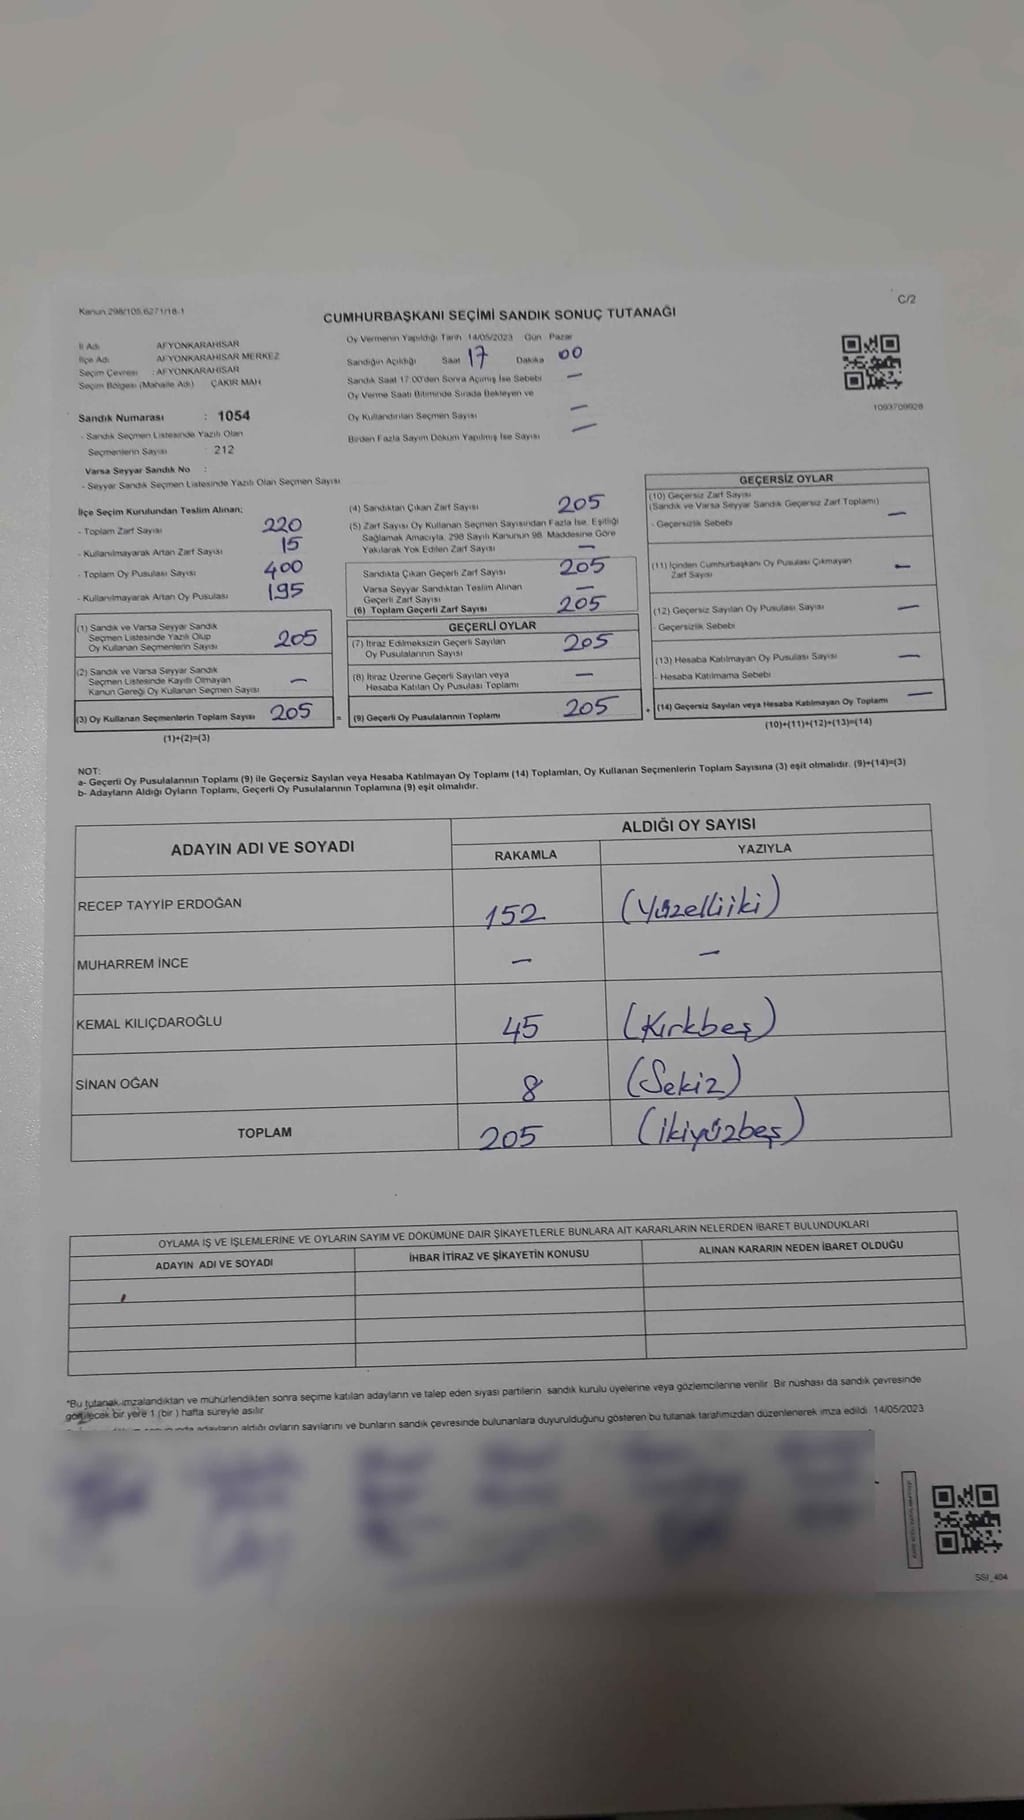 Kanun 298/105,6271/18-1
C/2
CUMHURBAŞKANI SEÇİMİ SANDIK SONUÇ TUTANAĞI
İl Adı AFYONKARAHİSAR
İlçe Adı AFYONKARAHİSAR MERKEZ
Seçim Çevresi : AFYONKARAHİSAR
Seçim Bölgesi (Mahalle Adı) ÇAKIR MAH
Sandık Numarası : 1054
- Sandık Seçmen Listesinde Yazılı Olan
Seçmenlerin Sayısı 212
Varsa Seyyar Sandık No :
- Seyyar Sandık Seçmen Listesinde Yazılı Olan Seçmen Sayısı
Oy Vermenin Yapıldığı Tarih 14/05/2023 Gün Pazar
Sandığın Açıldığı Saat 17 Dakika 00
Sandık Saat 17:00'den Sonra Açılmış İse Sebebi —
Oy Verme Saati Bitiminde Sırada Bekleyen ve
Oy Kullandırılan Seçmen Sayısı —
Birden Fazla Sayım Döküm Yapılmış İse Sayısı —
1093709928
İlçe Seçim Kurulundan Teslim Alınan;
- Toplam Zarf Sayısı 220
- Kullanılmayarak Artan Zarf Sayısı 15
- Toplam Oy Pusulası Sayısı 400
- Kullanılmayarak Artan Oy Pusulası 195
(1) Sandık ve Varsa Seyyar Sandık
Seçmen Listesinde Yazılı Olup
Oy Kullanan Seçmenlerin Sayısı 205
(2) Sandık ve Varsa Seyyar Sandık
Seçmen Listesinde Kayıtlı Olmayan
Kanun Gereği Oy Kullanan Seçmen Sayısı —
(3) Oy Kullanan Seçmenlerin Toplam Sayısı 205 =
(1)+(2)=(3)
(4) Sandıktan Çıkan Zarf Sayısı 205
(5) Zarf Sayısı Oy Kullanan Seçmen Sayısından Fazla İse, Eşitliği
Sağlamak Amacıyla, 298 Sayılı Kanunun 98. Maddesine Göre
Yakılarak Yok Edilen Zarf Sayısı —
Sandıkta Çıkan Geçerli Zarf Sayısı 205
Varsa Seyyar Sandıktan Teslim Alınan
Geçerli Zarf Sayısı —
(6) Toplam Geçerli Zarf Sayısı 205
GEÇERLİ OYLAR
(7) İtiraz Edilmeksizin Geçerli Sayılan
Oy Pusulalarının Sayısı 205
(8) İtiraz Üzerine Geçerli Sayılan veya
Hesaba Katılan Oy Pusulası Toplamı —
(9) Geçerli Oy Pusulalarının Toplamı 205 +
GEÇERSİZ OYLAR
(10) Geçersiz Zarf Sayısı
(Sandık ve Varsa Seyyar Sandık Geçersiz Zarf Toplamı) —
- Geçersizlik Sebebi
(11) İçinden Cumhurbaşkanı Oy Pusulası Çıkmayan
Zarf Sayısı —
(12) Geçersiz Sayılan Oy Pusulası Sayısı —
- Geçersizlik Sebebi
(13) Hesaba Katılmayan Oy Pusulası Sayısı —
- Hesaba Katılmama Sebebi
(14) Geçersiz Sayılan veya Hesaba Katılmayan Oy Toplamı —
(10)+(11)+(12)+(13)=(14)
NOT:
a- Geçerli Oy Pusulalarının Toplamı (9) ile Geçersiz Sayılan veya Hesaba Katılmayan Oy Toplamı (14) Toplamları, Oy Kullanan Seçmenlerin Toplam Sayısına (3) eşit olmalıdır. (9)+(14)=(3)
b- Adayların Aldığı Oyların Toplamı, Geçerli Oy Pusulalarının Toplamına (9) eşit olmalıdır.
ADAYIN ADI VE SOYADI ALDIĞI OY SAYISI
RAKAMLA YAZIYLA
RECEP TAYYİP ERDOĞAN 152 (Yüzelliiki)
MUHARREM İNCE — —
KEMAL KILIÇDAROĞLU 45 (Kırkbeş)
SİNAN OĞAN 8 (Sekiz)
TOPLAM 205 (ikiyüzbeş)
OYLAMA İŞ VE İŞLEMLERİNE VE OYLARIN SAYIM VE DÖKÜMÜNE DAİR ŞİKAYETLERLE BUNLARA AİT KARARLARIN NELERDEN İBARET BULUNDUKLARI
ADAYIN ADI VE SOYADI İHBAR İTİRAZ VE ŞİKAYETİN KONUSU ALINAN KARARIN NEDEN İBARET OLDUĞU
*Bu tutanak imzalandıktan ve mühürlendikten sonra seçime katılan adayların ve talep eden siyasi partilerin sandık kurulu üyelerine veya gözlemcilerine verilir. Bir nüshası da sandık çevresinde
görülecek bir yere 1 (bir) hafta süreyle asılır
adayların aldığı oyların sayılarını ve bunların sandık çevresinde bulunanlara duyurulduğunu gösteren bu tutanak tarafımızdan düzenlenerek imza edildi 14/05/2023
SSI_404